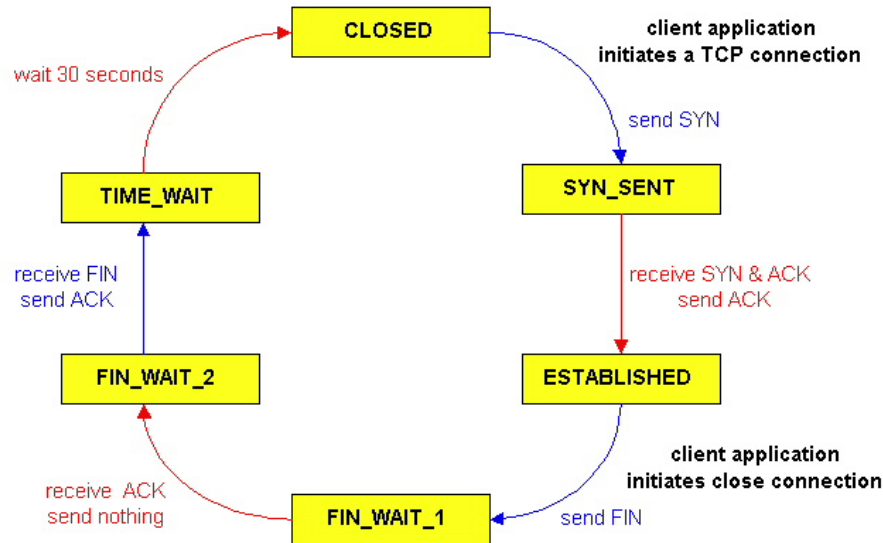 CLOSED
client application
initiates a TCP connection
wait 30 seconds
send SYN
TIME_WAIT
SYN_SENT
receive FIN
send ACK
receive SYN & ACK
send ACK
FIN_WAIT_2
ESTABLISHED
client application
initiates close connection
receive ACK
send nothing
FIN_WAIT_1
send FIN